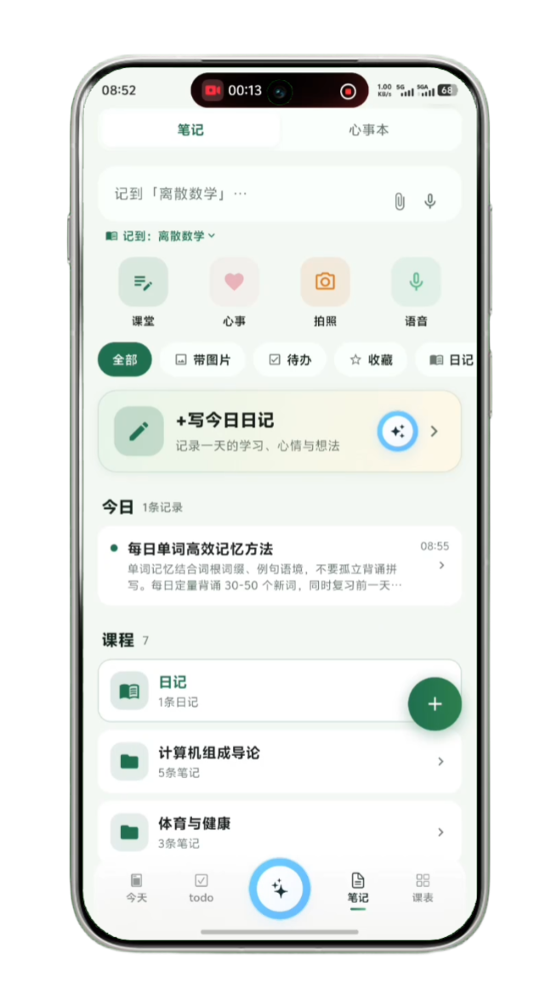 08:52
00:13
1.00 KB/s 5G 5GA 68
笔记
心事本
记到「离散数学」…
记到：离散数学
课堂
心事
拍照
语音
全部
带图片
待办
收藏
日记
+写今日日记
记录一天的学习、心情与想法
今日 1条记录
每日单词高效记忆方法
08:55
单词记忆结合词根词缀、例句语境，不要孤立背诵拼
写。每日定量背诵 30-50 个新词，同时复习前一天…
课程 7
日记
1条日记
+
计算机组成导论
5条笔记
体育与健康
3条笔记
今天
todo
笔记
课表